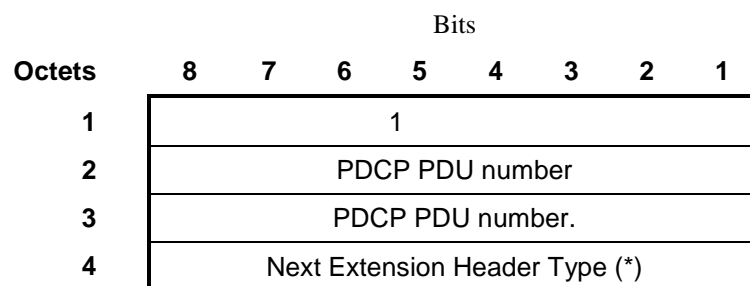 Bits
Octets 8 7 6 5 4 3 2 1
1 1
2 PDCP PDU number
3 PDCP PDU number.
4 Next Extension Header Type (*)